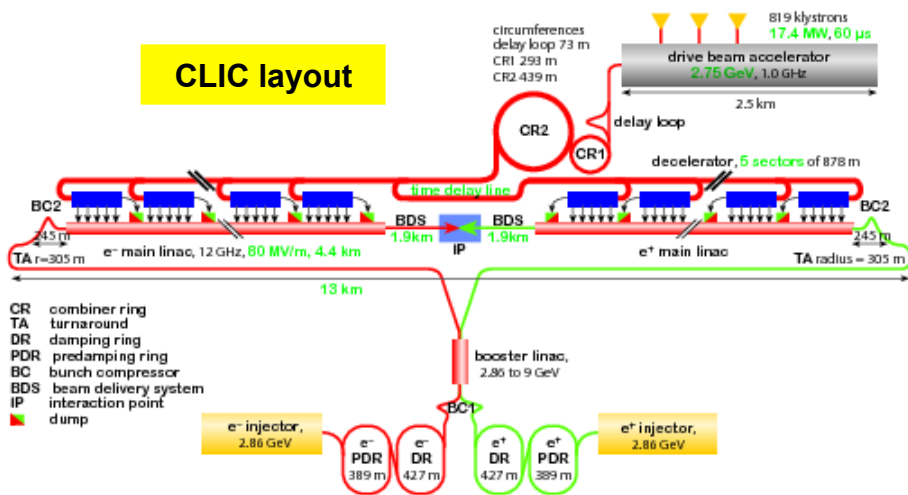 CLIC layout
circumferences
delay loop 73 m
CR1 293 m
CR2 439 m
819 klystrons
17.4 MW, 60 µs
drive beam accelerator
2.75 GeV, 1.0 GHz
2.5 km
delay loop
CR2
CR1
decelerator, 5 sectors of 878 m
time delay line
BC2
BDS
BDS
BC2
245 m
1.9km
IP
1.9km
245 m
e⁻ main linac, 12 GHz, 80 MV/m, 4.4 km
e⁺ main linac
TA r=305 m
TA radius = 305 m
13 km
CR combiner ring
TA turnaround
DR damping ring
PDR predamping ring
BC bunch compressor
BDS beam delivery system
IP interaction point
dump
booster linac,
2.86 to 9 GeV
BC1
e⁻ injector,
2.86 GeV
e⁻
PDR
389 m
e⁻
DR
427 m
e⁺
DR
427 m
e⁺
PDR
389 m
e⁺ injector,
2.86 GeV